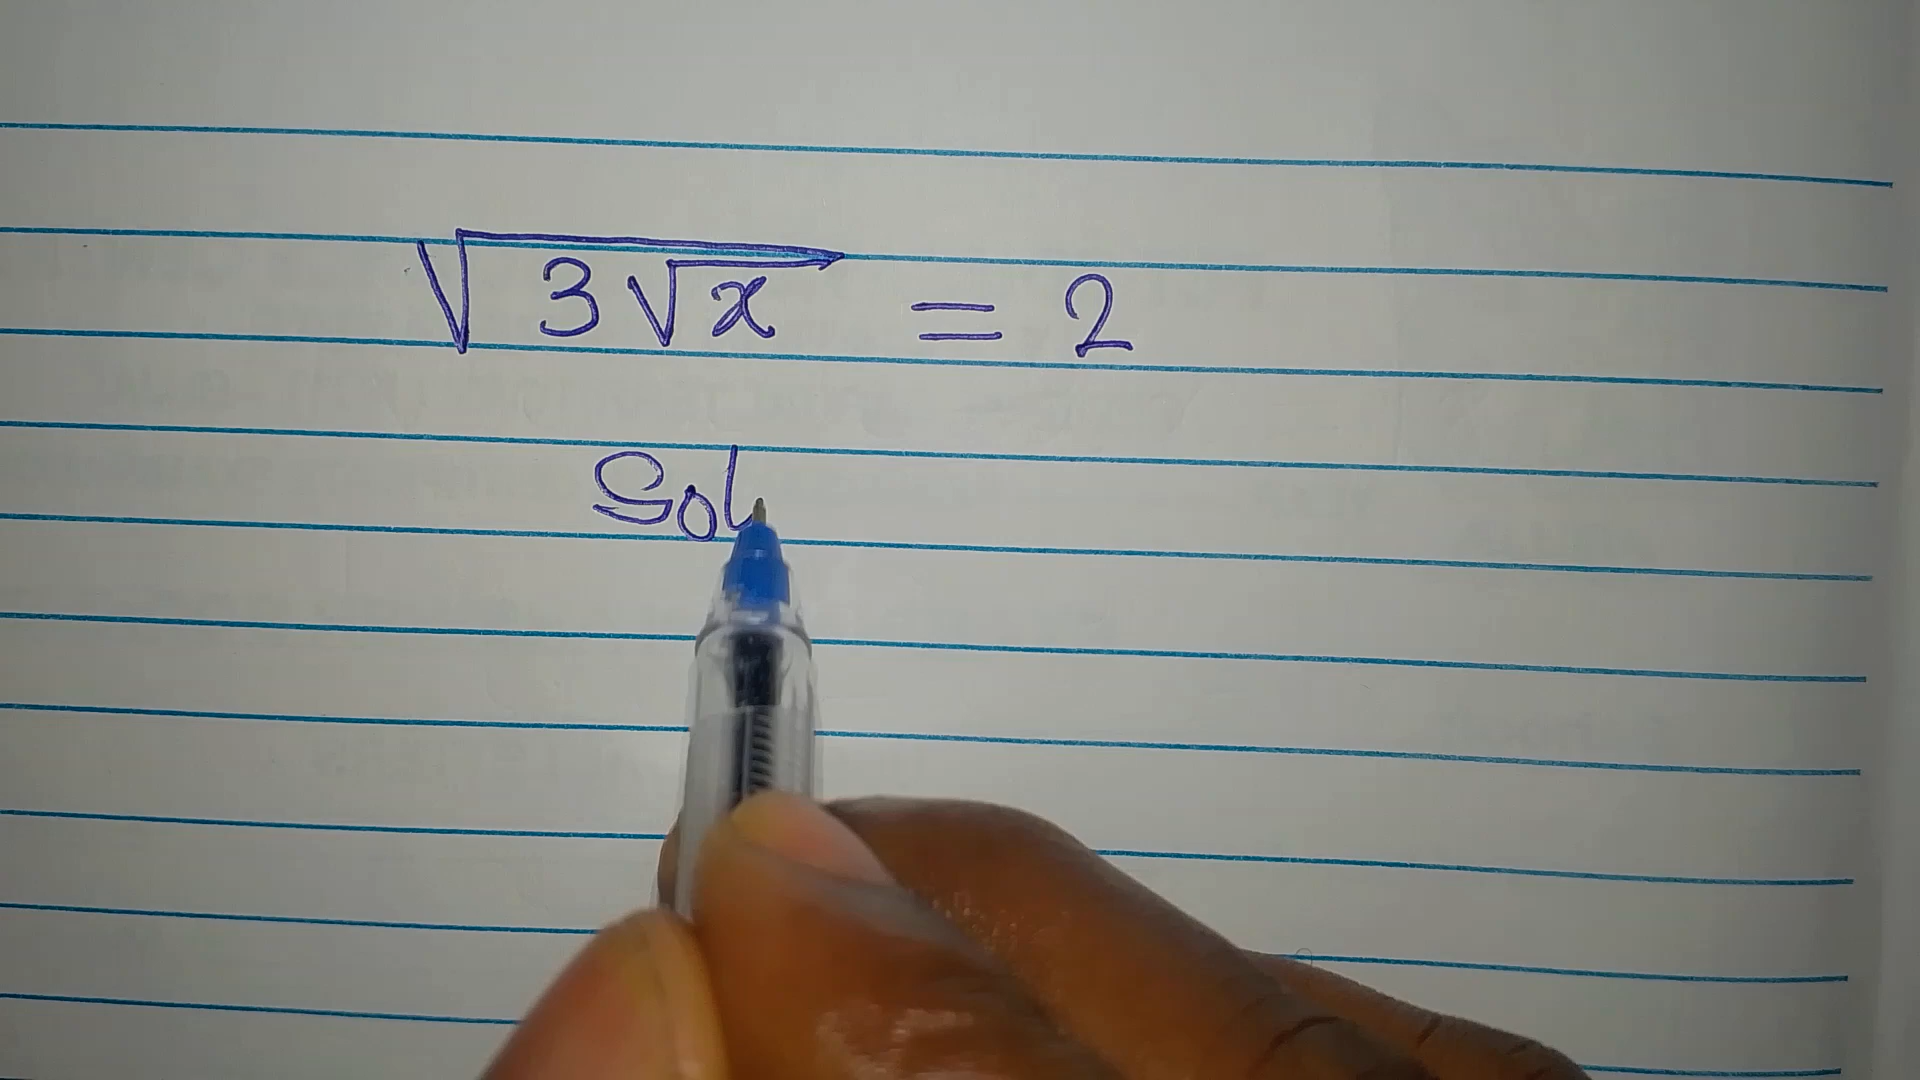 √(3√x) = 2
Sol